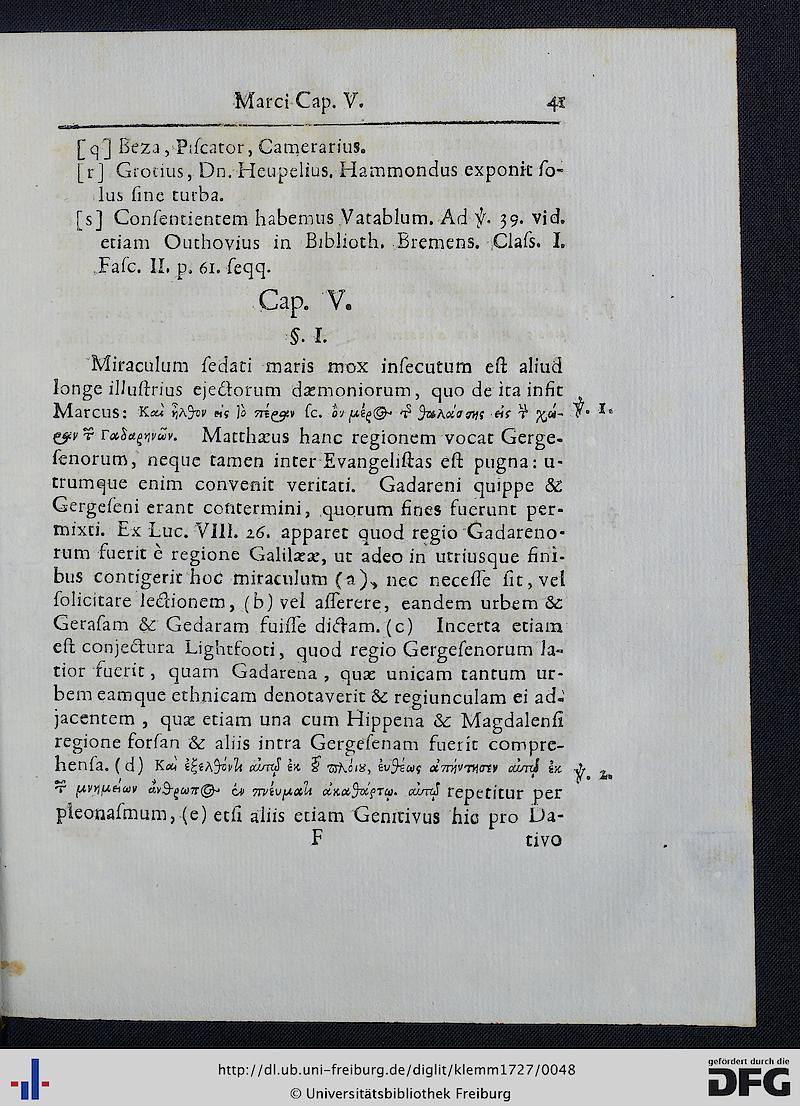 Marci Cap. V. 41
[q] Beza, Piſcator, Camerarius.
[r] Grotius, Dn. Heupelius. Hammondus exponit ſo-
lus ſine turba.
[s] Conſentientem habemus Vatablum. Ad ℣. 39. vid.
etiam Outhovius in Biblioth. Bremens. Claſs. I.
Faſc. II. p. 61. ſeqq.
Cap. V.
§. I.
Miraculum ſedati maris mox inſecutum eſt aliud
longe illuſtrius ejectorum dæmoniorum, quo de ita infit
Marcus: Καὶ ἦλθον εἰς τὸ πέραν ſc. ὂν μέρος τῆς θαλάσσης εἰς τὴν χώ- ℣. 1.
ραν τῶν Γαδαρηνῶν. Matthæus hanc regionem vocat Gerge-
ſenorum, neque tamen inter Evangeliſtas eſt pugna: u-
trumque enim convenit veritati. Gadareni quippe &
Gergeſeni erant contermini, quorum fines fuerunt per-
mixti. Ex Luc. VIII. 26. apparet quod regio Gadareno-
rum fuerit è regione Galilææ, ut adeo in utriusque fini-
bus contigerit hoc miraculum (a), nec neceſſe ſit, vel
ſolicitare lectionem, (b) vel aſſerere, eandem urbem &
Geraſam & Gedaram fuiſſe dictam. (c) Incerta etiam
eſt conjectura Lightfooti, quod regio Gergeſenorum la-
tior fuerit, quam Gadarena, quæ unicam tantum ur-
bem eamque ethnicam denotaverit & regiunculam ei ad-
jacentem, quæ etiam una cum Hippena & Magdalenſi
regione forſan & aliis intra Gergeſenam fuerit compre-
henſa. (d) Καὶ ἐξελθόντι αὐτῷ ἐκ τοῦ πλοίου, ἐυθέως ἀπήντησεν αὐτῷ ἐκ ℣. 2.
τῶν μνημείων ἄνθρωπος ἐν πνέυματι ἀκαθάρτῳ. αὐτῷ repetitur per
pleonaſmum, (e) etſi aliis etiam Genitivus hic pro Da-
F tivo
http://dl.ub.uni-freiburg.de/diglit/klemm1727/0048
© Universitätsbibliothek Freiburg
gefördert durch die
DFG